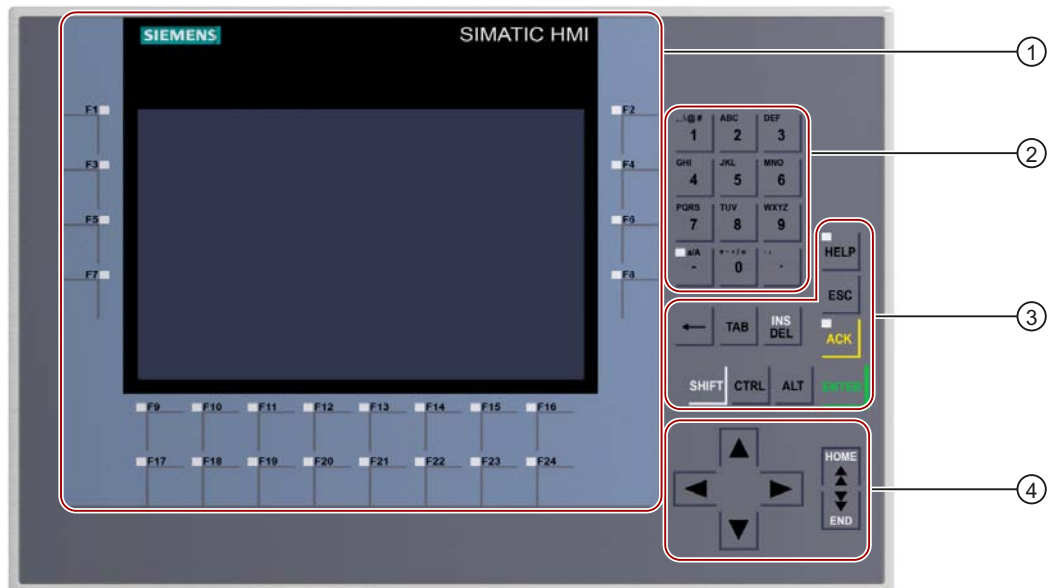 SIEMENS
SIMATIC HMI
1
F1
F2
...\@#
1
ABC
2
DEF
3
2
F3
F4
GHI
4
JKL
5
MNO
6
F5
F6
PQRS
7
TUV
8
WXYZ
9
F7
F8
a/A
-
0
.
HELP
ESC
3
←
TAB
INS
DEL
ACK
SHIFT
CTRL
ALT
ENTER
F9
F10
F11
F12
F13
F14
F15
F16
F17
F18
F19
F20
F21
F22
F23
F24
HOME
END
4